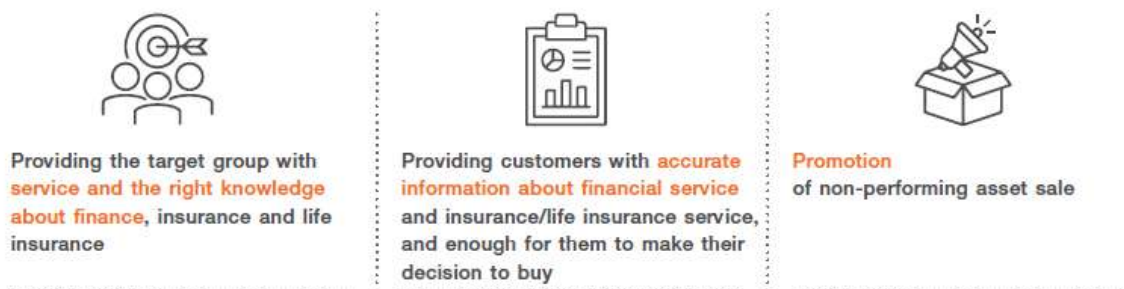 Providing the target group with
service and the right knowledge
about finance, insurance and life
insurance
Providing customers with accurate
information about financial service
and insurance/life insurance service,
and enough for them to make their
decision to buy
Promotion
of non-performing asset sale